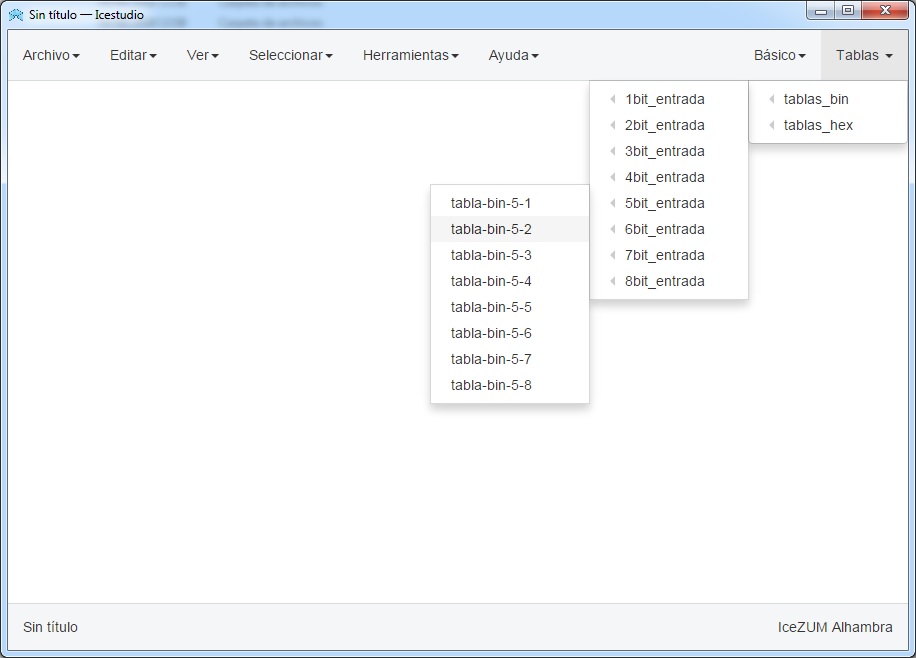 Sin título — Icestudio
Archivo Editar Ver Seleccionar Herramientas Ayuda Básico Tablas
tablas_bin
tablas_hex
1bit_entrada
2bit_entrada
3bit_entrada
4bit_entrada
5bit_entrada
6bit_entrada
7bit_entrada
8bit_entrada
tabla-bin-5-1
tabla-bin-5-2
tabla-bin-5-3
tabla-bin-5-4
tabla-bin-5-5
tabla-bin-5-6
tabla-bin-5-7
tabla-bin-5-8
Sin título IceZUM Alhambra